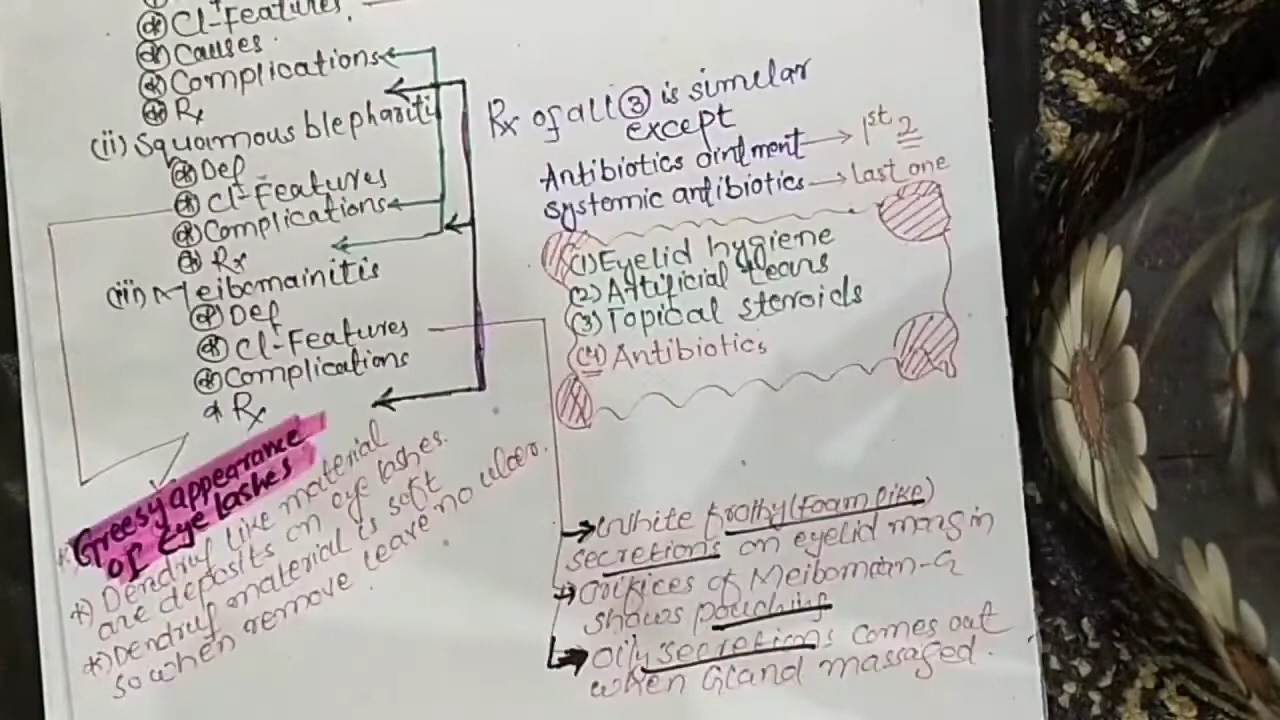 Cl-Features.
Causes.
Complications
Rx
(ii) Squamous blephariti
Def
Cl-Features
Complications
Rx
(iii) Meibomainitis
Def
Cl-Features
Complications
Rx
Greesy appearance
of Eye lashes
*) Dendruf like material
are deposits on eye lashes.
*) Dendruf material is soft
so when remove leave no ulcer.
Rx of all (3) is simelar
except
Antibiotics ointment → 1st 2
systemic antibiotics → Last one
(1) Eyelid hygiene
(2) Artificial tears
(3) Topical steroids
(4) Antibiotics
→ White frothy (foam like)
secretions on eyelid margin
→ Orifices of Meibomain-G
shows pouching
→ Oily secretions comes out
when Gland massaged.